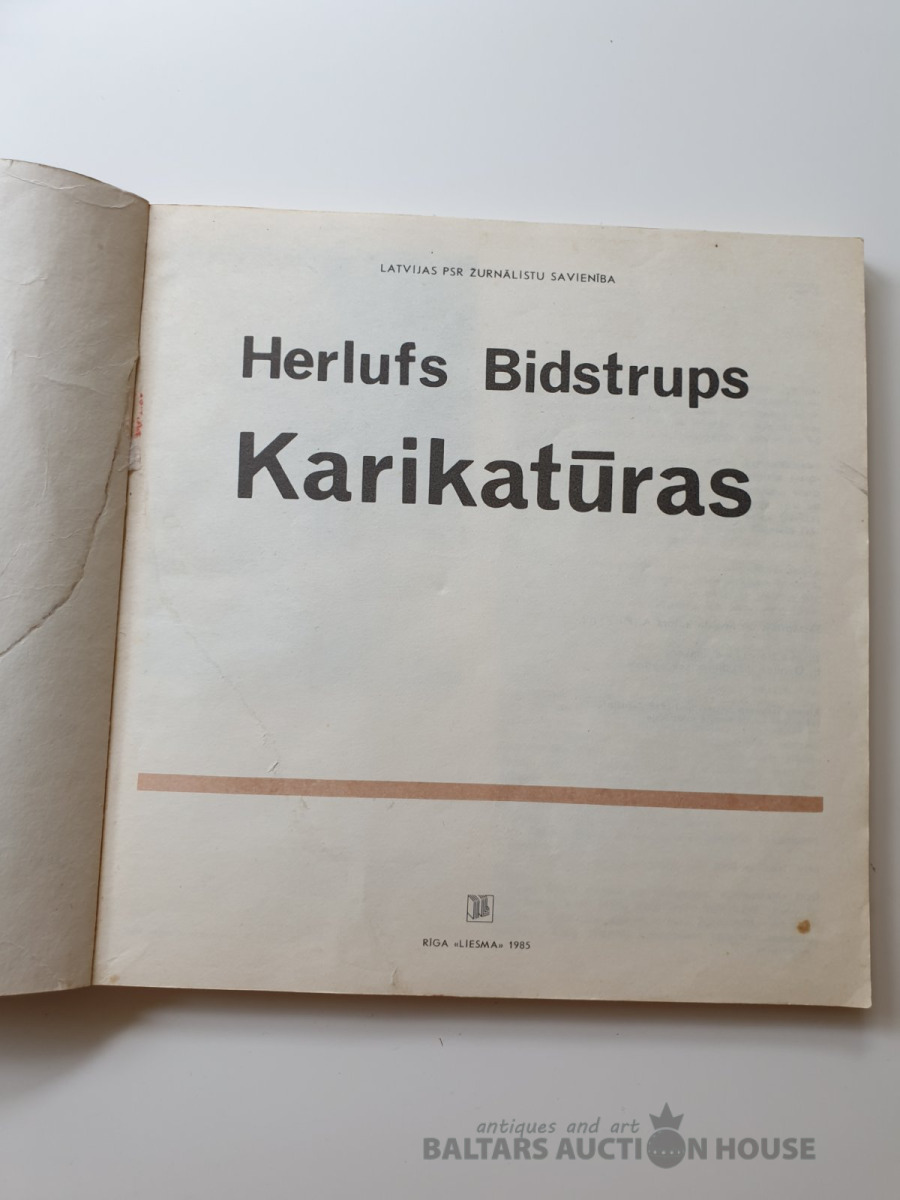 LATVIJAS PSR ŽURNĀLISTU SAVIENĪBA
Herlufs Bidstrups
Karikatūras
RĪGA «LIESMA» 1985
antiques and art
BALTARS AUCTION HOUSE